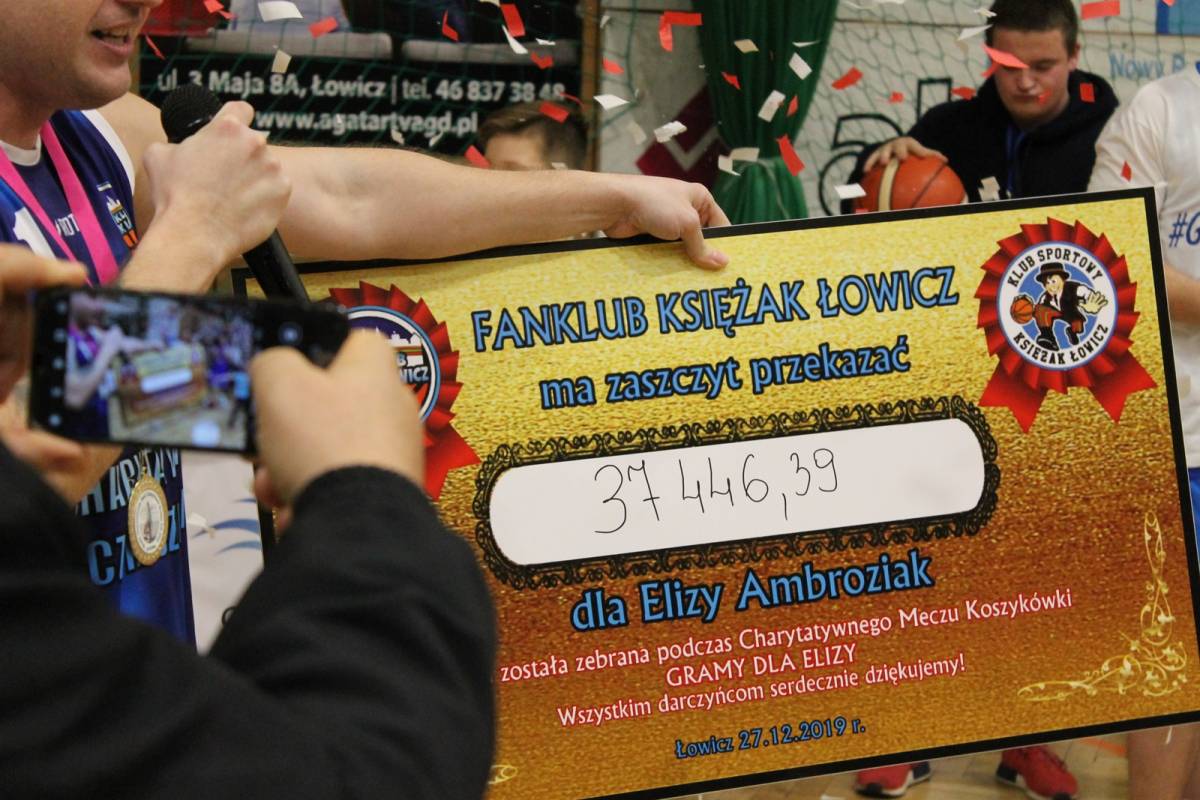 ul. 3 Maja 8A, Łowicz | tel. 46 837 38 48
www.agatartvagd.pl
Nowy
#G
FANKLUB KSIĘŻAK ŁOWICZ
ma zaszczyt przekazać
37 446,39
dla Elizy Ambroziak
została zebrana podczas Charytatywnego Meczu Koszykówki
GRAMY DLA ELIZY
Wszystkim darczyńcom serdecznie dziękujemy!
Łowicz 27.12.2019 r.
KLUB SPORTOWY
KSIĘŻAK ŁOWICZ